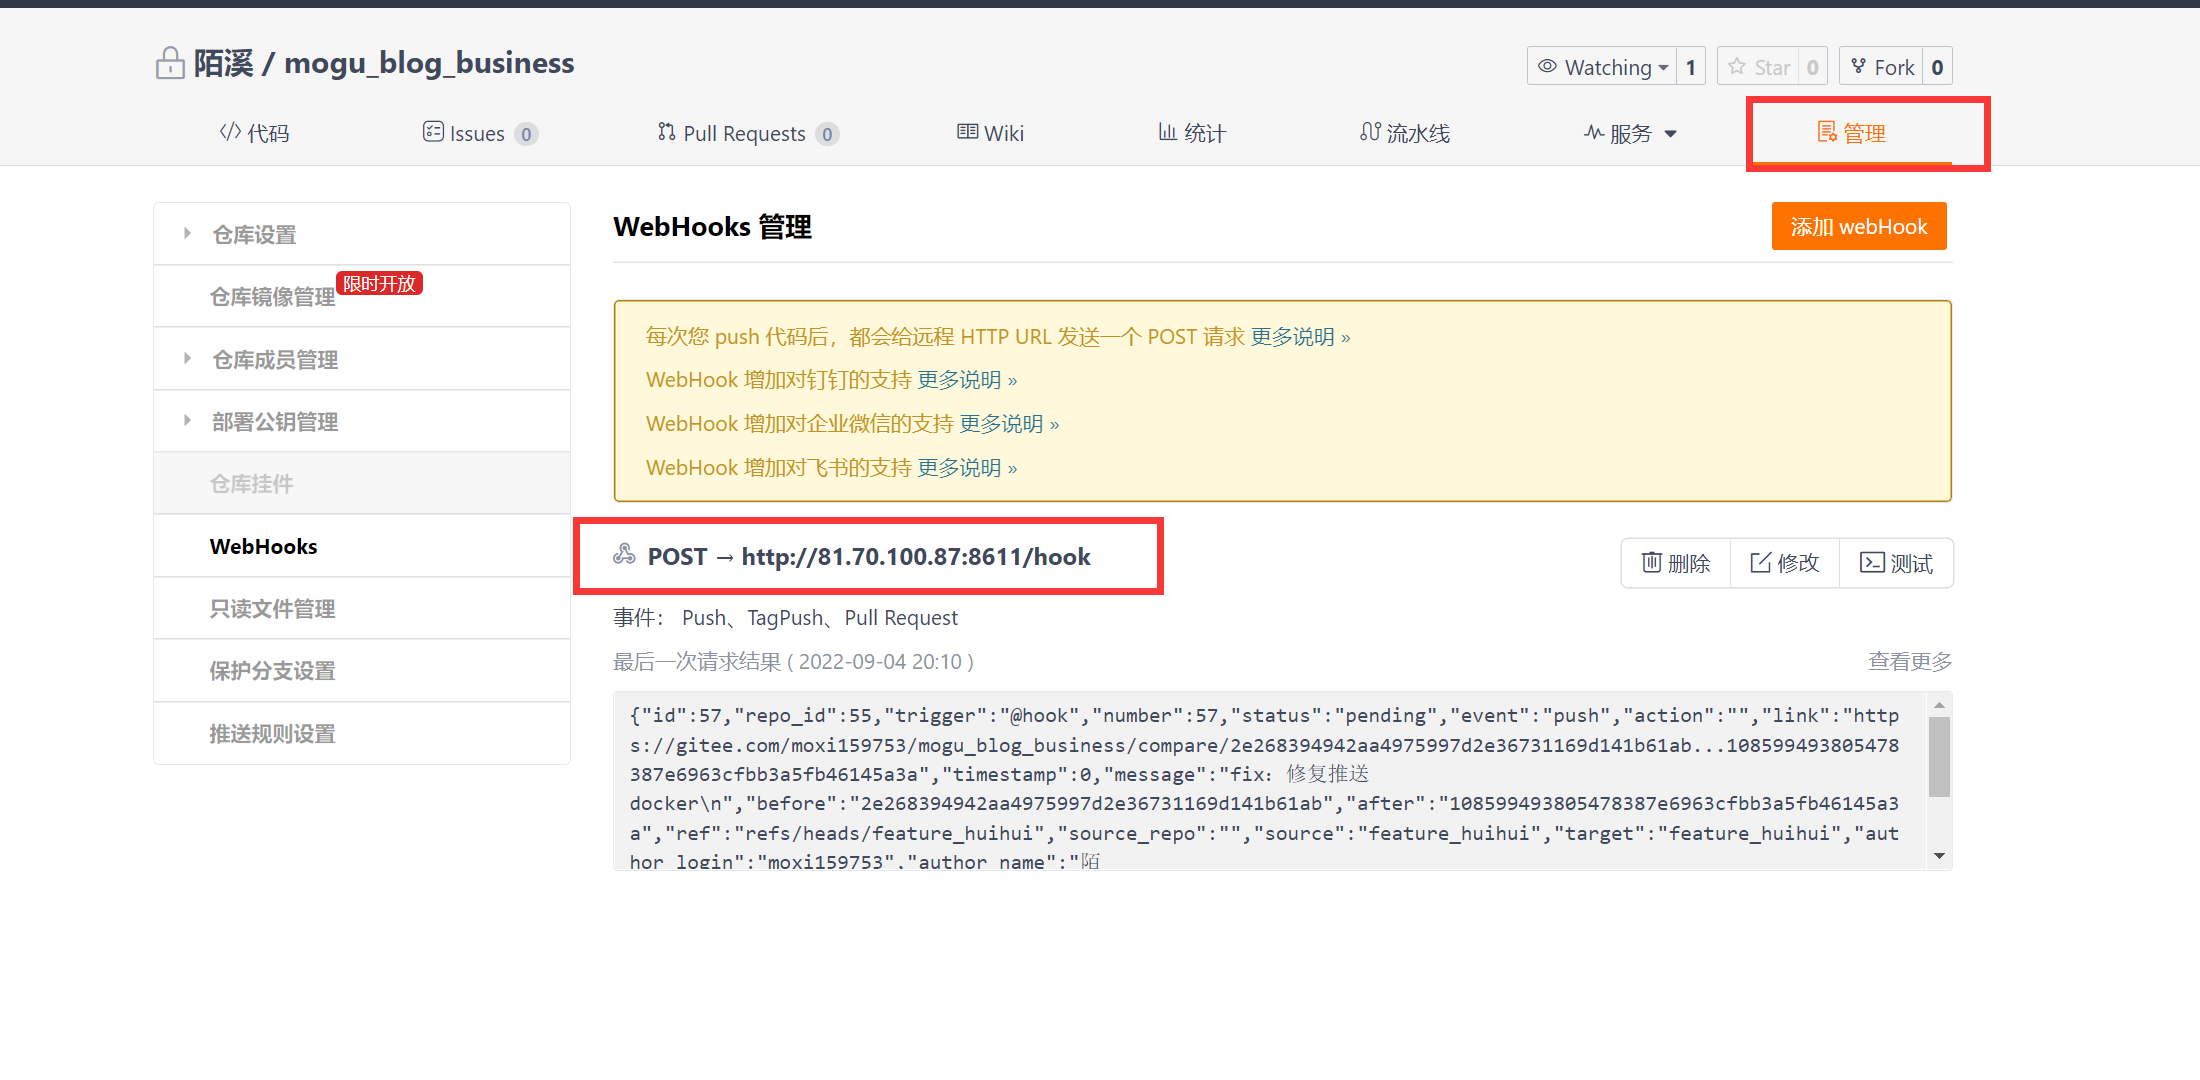 陌溪 / mogu_blog_business
Watching 1 Star 0 Fork 0
代码 Issues 0 Pull Requests 0 Wiki 统计 流水线 服务 管理
仓库设置
仓库镜像管理 限时开放
仓库成员管理
部署公钥管理
仓库挂件
WebHooks
只读文件管理
保护分支设置
推送规则设置
WebHooks 管理
添加 webHook
每次您 push 代码后，都会给远程 HTTP URL 发送一个 POST 请求 更多说明 »
WebHook 增加对钉钉的支持 更多说明 »
WebHook 增加对企业微信的支持 更多说明 »
WebHook 增加对飞书的支持 更多说明 »
POST → http://81.70.100.87:8611/hook
删除 修改 测试
事件： Push、TagPush、Pull Request
最后一次请求结果 ( 2022-09-04 20:10 )
查看更多
{"id":57,"repo_id":55,"trigger":"@hook","number":57,"status":"pending","event":"push","action":"","link":"http
s://gitee.com/moxi159753/mogu_blog_business/compare/2e268394942aa4975997d2e36731169d141b61ab...108599493805478
387e6963cfbb3a5fb46145a3a","timestamp":0,"message":"fix：修复推送
docker\n","before":"2e268394942aa4975997d2e36731169d141b61ab","after":"108599493805478387e6963cfbb3a5fb46145a3
a","ref":"refs/heads/feature_huihui","source_repo":"","source":"feature_huihui","target":"feature_huihui","aut
hor_login":"moxi159753","author_name":"陌